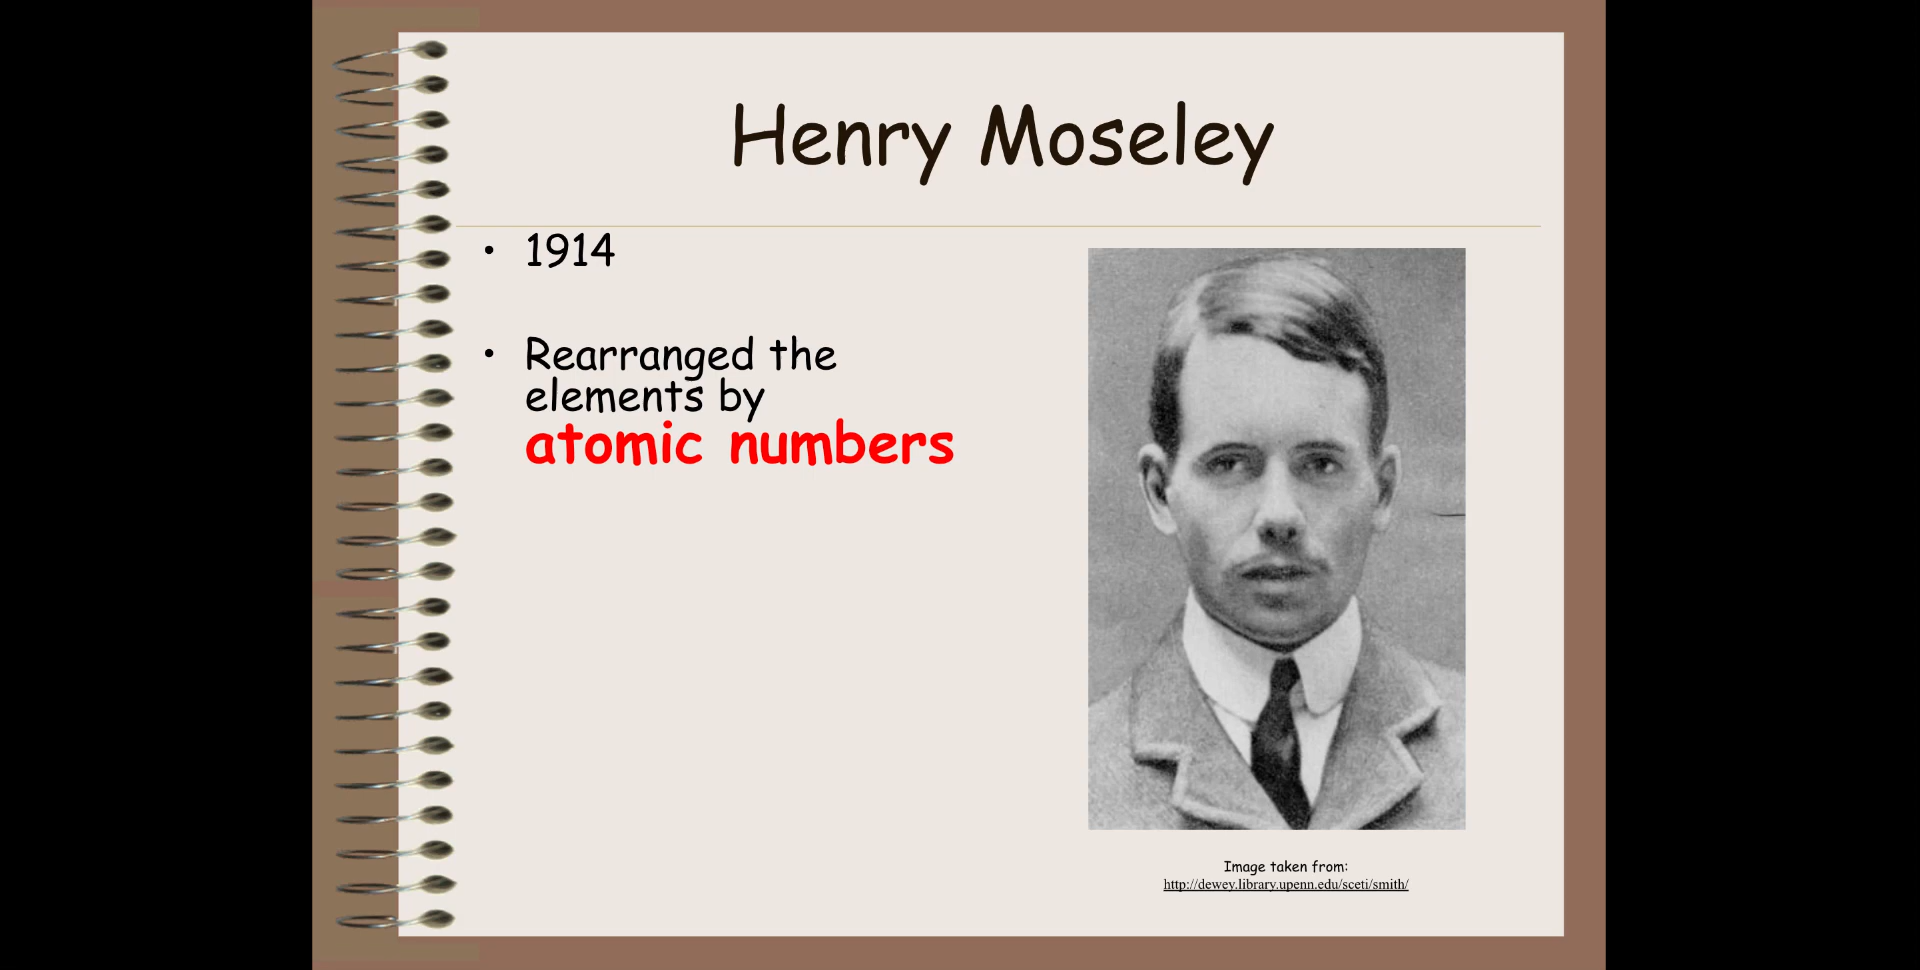 Henry Moseley
• 1914
• Rearranged the
elements by
atomic numbers
Image taken from:
http://dewey.library.upenn.edu/sceti/smith/